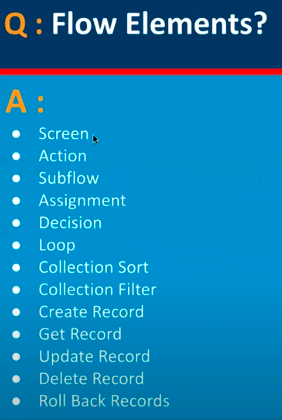 Q : Flow Elements?
A :
● Screen
● Action
● Subflow
● Assignment
● Decision
● Loop
● Collection Sort
● Collection Filter
● Create Record
● Get Record
● Update Record
● Delete Record
● Roll Back Records